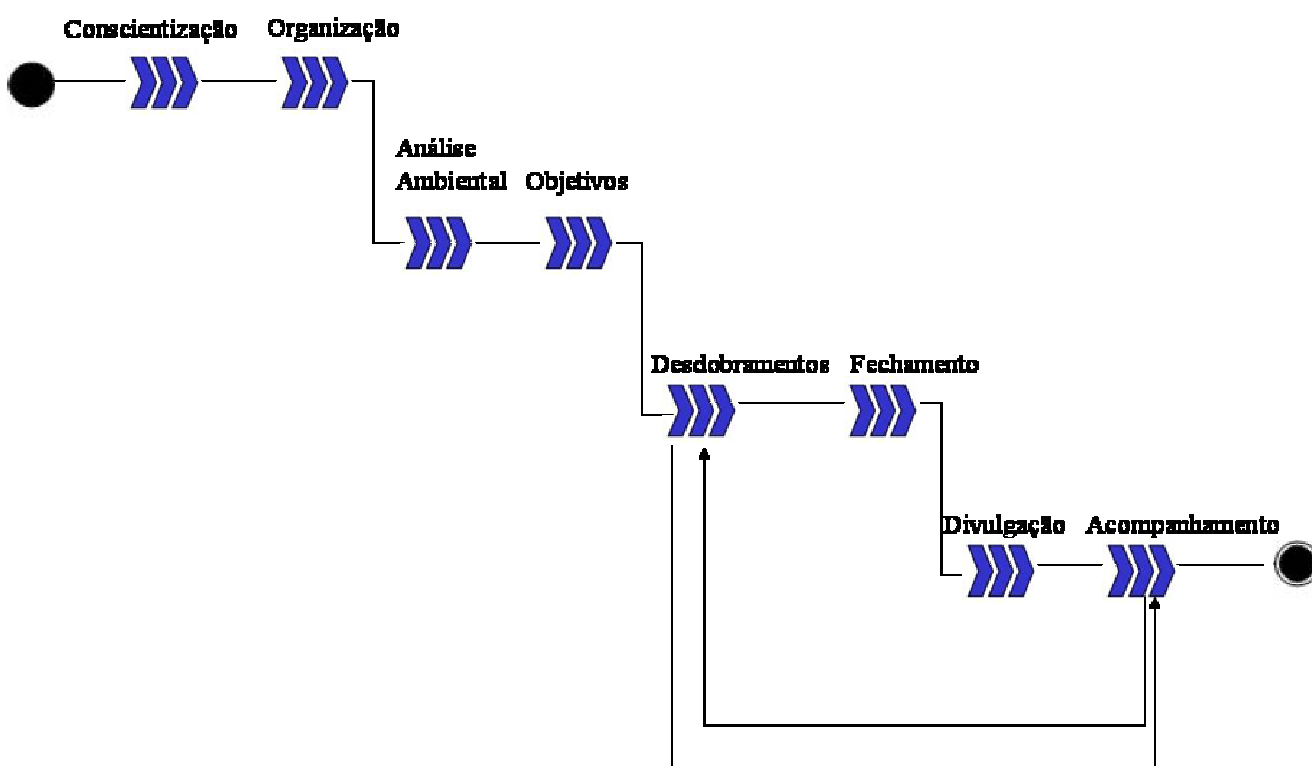 Conscientização
Organização
Análise
Ambiental
Objetivos
Desdobramentos
Fechamento
Divulgação
Acompanhamento